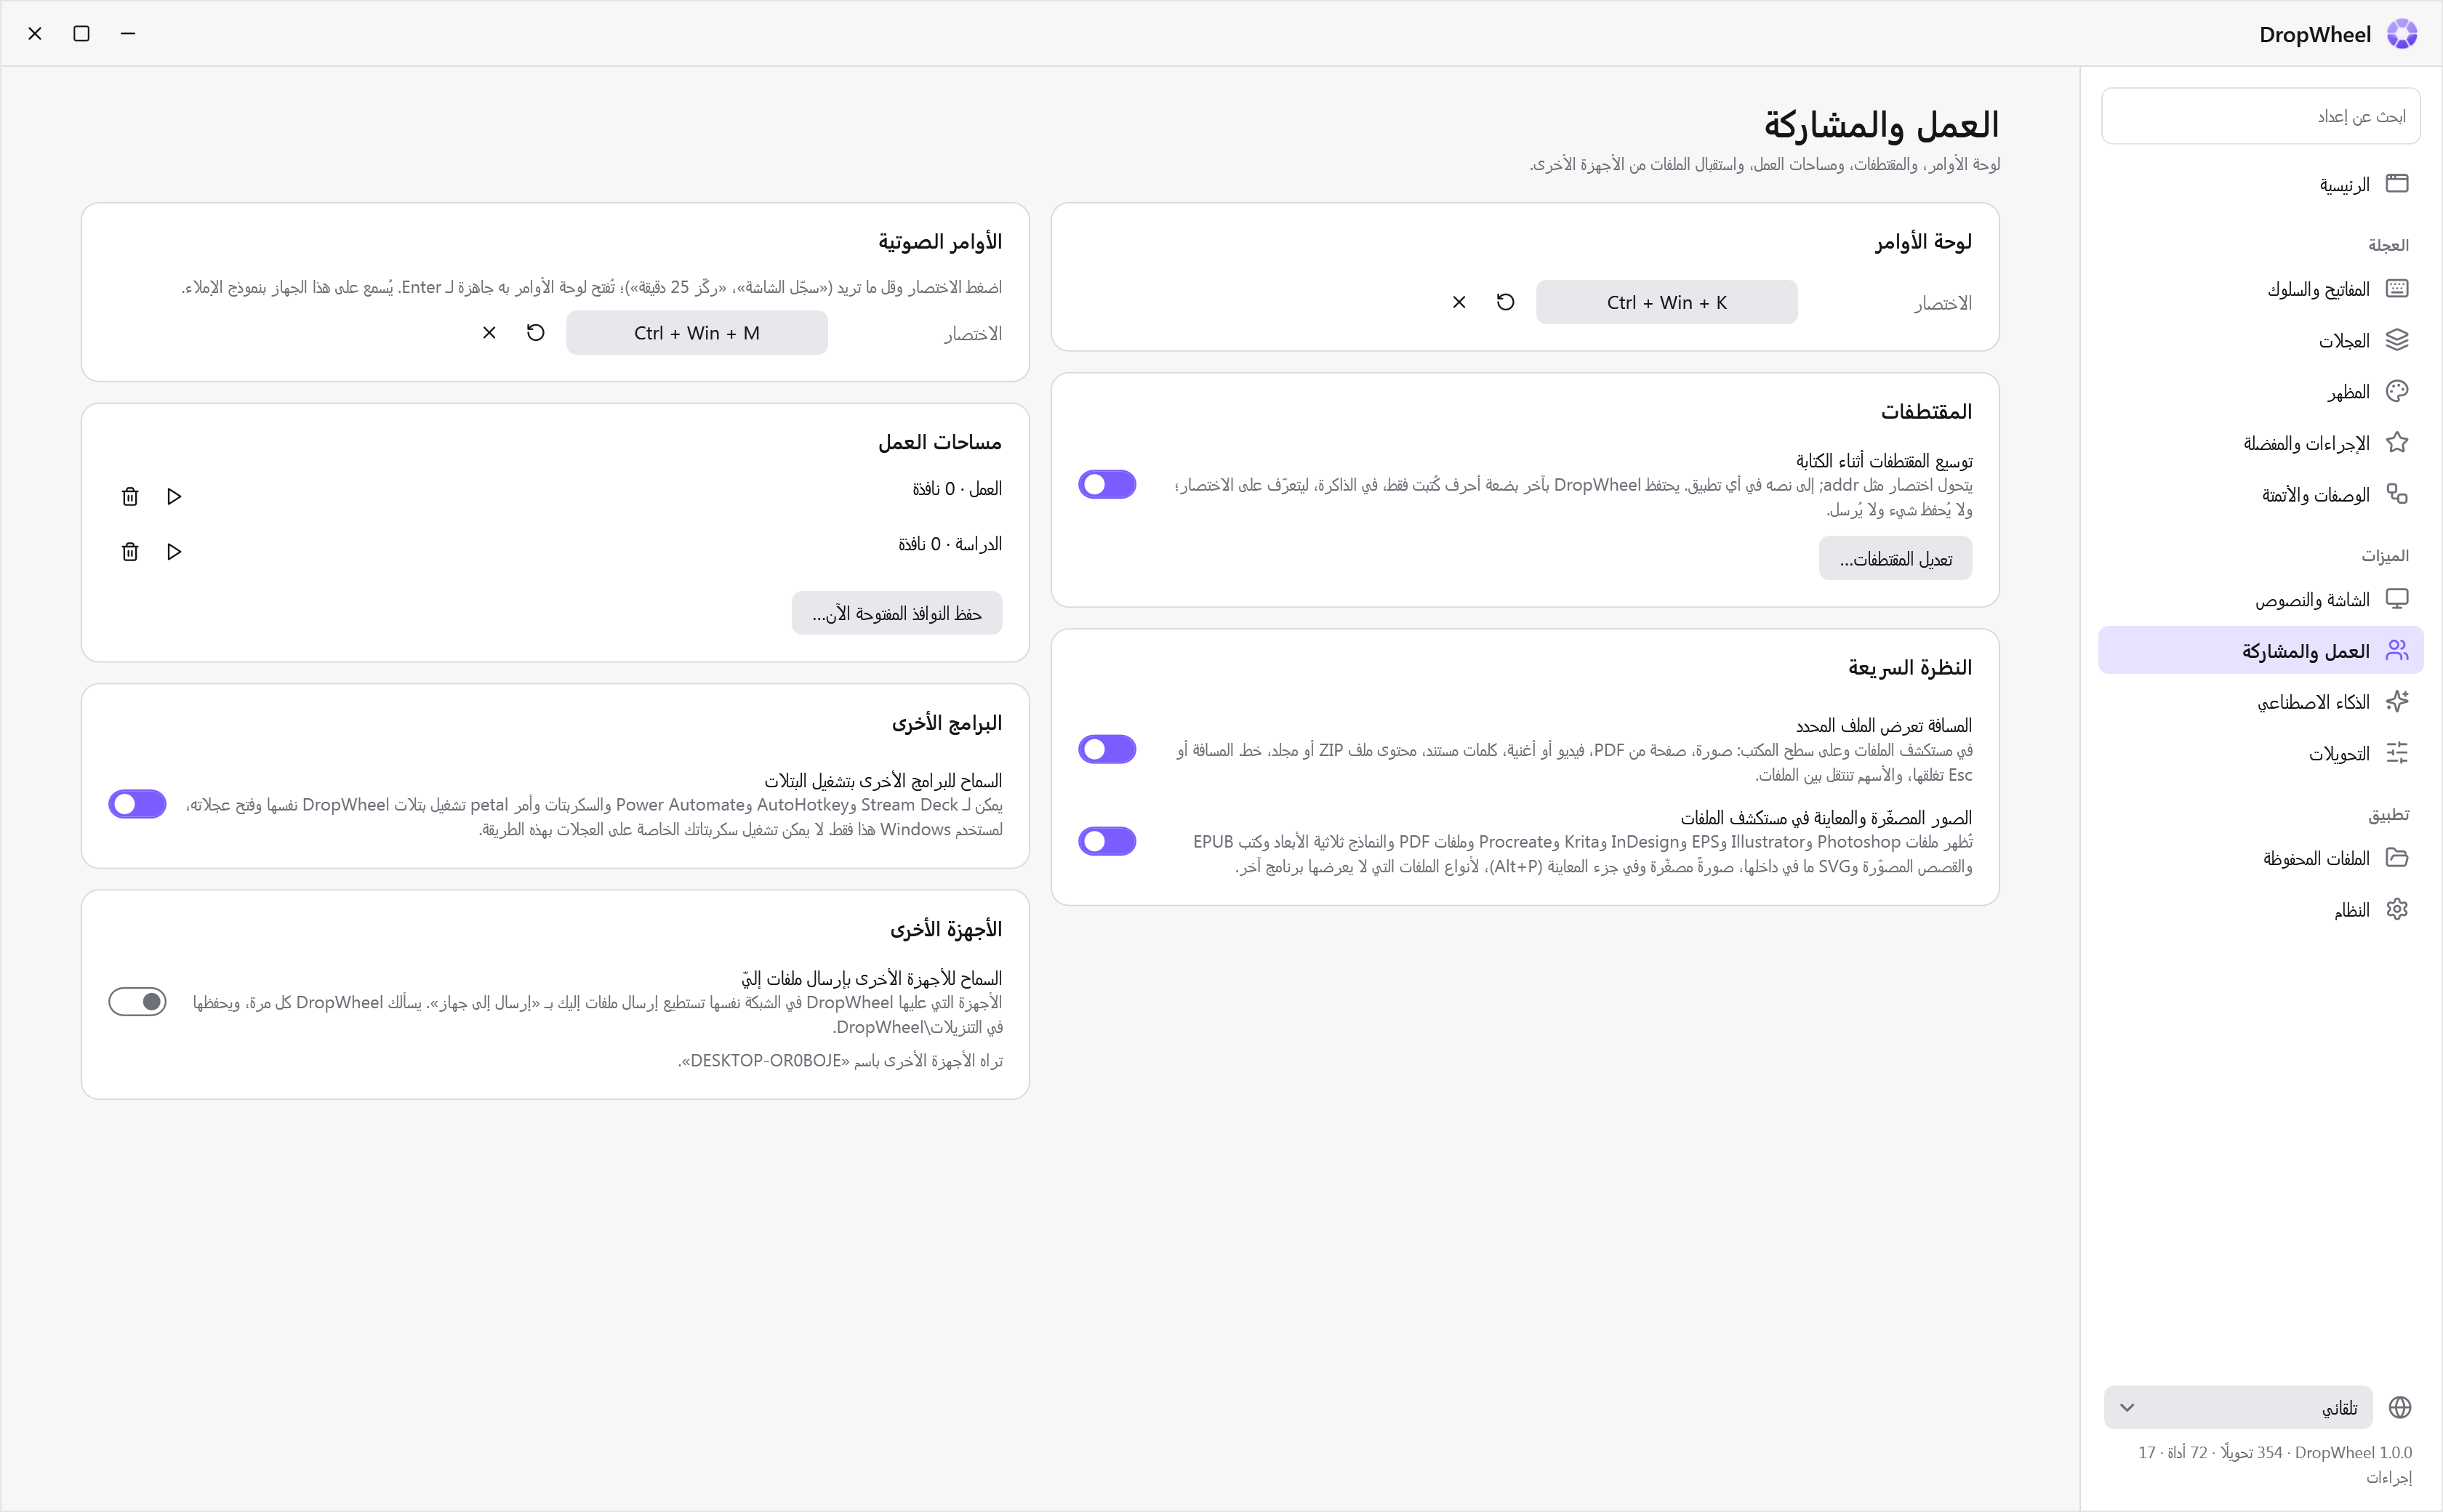 DropWheel
ابحث عن إعداد
الرئيسية
العجلة
المفاتيح والسلوك
العجلات
المظهر
الإجراءات والمفضلة
الوصفات والأتمتة
الميزات
الشاشة والنصوص
العمل والمشاركة
الذكاء الاصطناعي
التحويلات
تطبيق
الملفات المحفوظة
النظام
تلقائي
DropWheel 1.0.0 · 354 تحويلًا · 72 أداة · 17
إجراءات
العمل والمشاركة
لوحة الأوامر، والمقتطفات، ومساحات العمل، واستقبال الملفات من الأجهزة الأخرى.
لوحة الأوامر
الاختصار
Ctrl + Win + K
المقتطفات
توسيع المقتطفات أثناء الكتابة
يتحول اختصار مثل addr; إلى نصه في أي تطبيق. يحتفظ DropWheel بآخر بضعة أحرف كُتبت فقط، في الذاكرة، ليتعرّف على الاختصار؛
ولا يُحفظ شيء ولا يُرسل.
تعديل المقتطفات...
النظرة السريعة
المسافة تعرض الملف المحدد
في مستكشف الملفات وعلى سطح المكتب: صورة، صفحة من PDF، فيديو أو أغنية، كلمات مستند، محتوى ملف ZIP أو مجلد، خط. المسافة أو
Esc تغلقها، والأسهم تنتقل بين الملفات.
الصور المصغّرة والمعاينة في مستكشف الملفات
تُظهر ملفات Photoshop وIllustrator وEPS وInDesign وKrita وProcreate وملفات PDF والنماذج ثلاثية الأبعاد وكتب EPUB
والقصص المصوّرة وSVG ما في داخلها، صورةً مصغّرة وفي جزء المعاينة (Alt+P)، لأنواع الملفات التي لا يعرضها برنامج آخر.
الأوامر الصوتية
اضغط الاختصار وقل ما تريد («سجّل الشاشة»، «ركّز 25 دقيقة»)؛ تُفتح لوحة الأوامر به جاهزة لـ Enter. يُسمع على هذا الجهاز بنموذج الإملاء.
الاختصار
Ctrl + Win + M
مساحات العمل
العمل · 0 نافذة
الدراسة · 0 نافذة
حفظ النوافذ المفتوحة الآن...
البرامج الأخرى
السماح للبرامج الأخرى بتشغيل البتلات
يمكن لـ Stream Deck وAutoHotkey وPower Automate والسكربتات وأمر petal تشغيل بتلات DropWheel نفسها وفتح عجلاته،
لمستخدم Windows هذا فقط. لا يمكن تشغيل سكربتاتك الخاصة على العجلات بهذه الطريقة.
الأجهزة الأخرى
السماح للأجهزة الأخرى بإرسال ملفات إليّ
الأجهزة التي عليها DropWheel في الشبكة نفسها تستطيع إرسال ملفات إليك بـ «إرسال إلى جهاز». يسألك DropWheel كل مرة، ويحفظها
في التنزيلات\DropWheel.
تراه الأجهزة الأخرى باسم «DESKTOP-OR0BOJE».